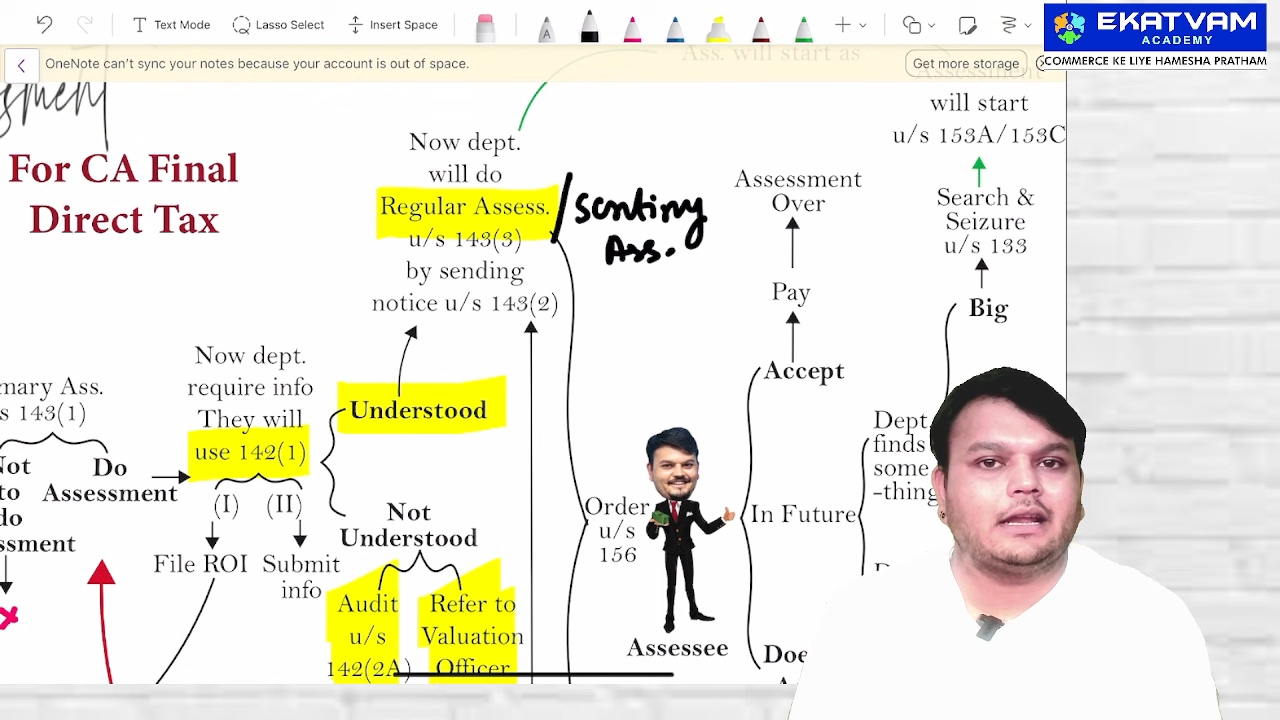 Text Mode
Lasso Select
Insert Space
A
EKATVAM
ACADEMY
COMMERCE KE LIYE HAMESHA PRATHAM
your notes because your account is out of space.
Get more storage
Ass. will start as
Assessment
will start
u/s 153A/153C
For CA Final
Direct Tax
Now dept.
will do
Regular Assess.
u/s 143(3)
by sending
notice u/s 143(2)
Ass.
Assessment
Over
Pay
Accept
Search &
Seizure
u/s 133
Big
mary Ass.
s 143(1)
Not
to
do
ssment
Do
Assessment
Now dept.
require info
They will
use 142(1)
(I)
(II)
File ROI
Submit
info
Understood
Not
Understood
Audit
u/s
142(2A)
Refer to
Valuation
Officer
Order
u/s
156
Assessee
In Future
Dept
finds
some
-thing